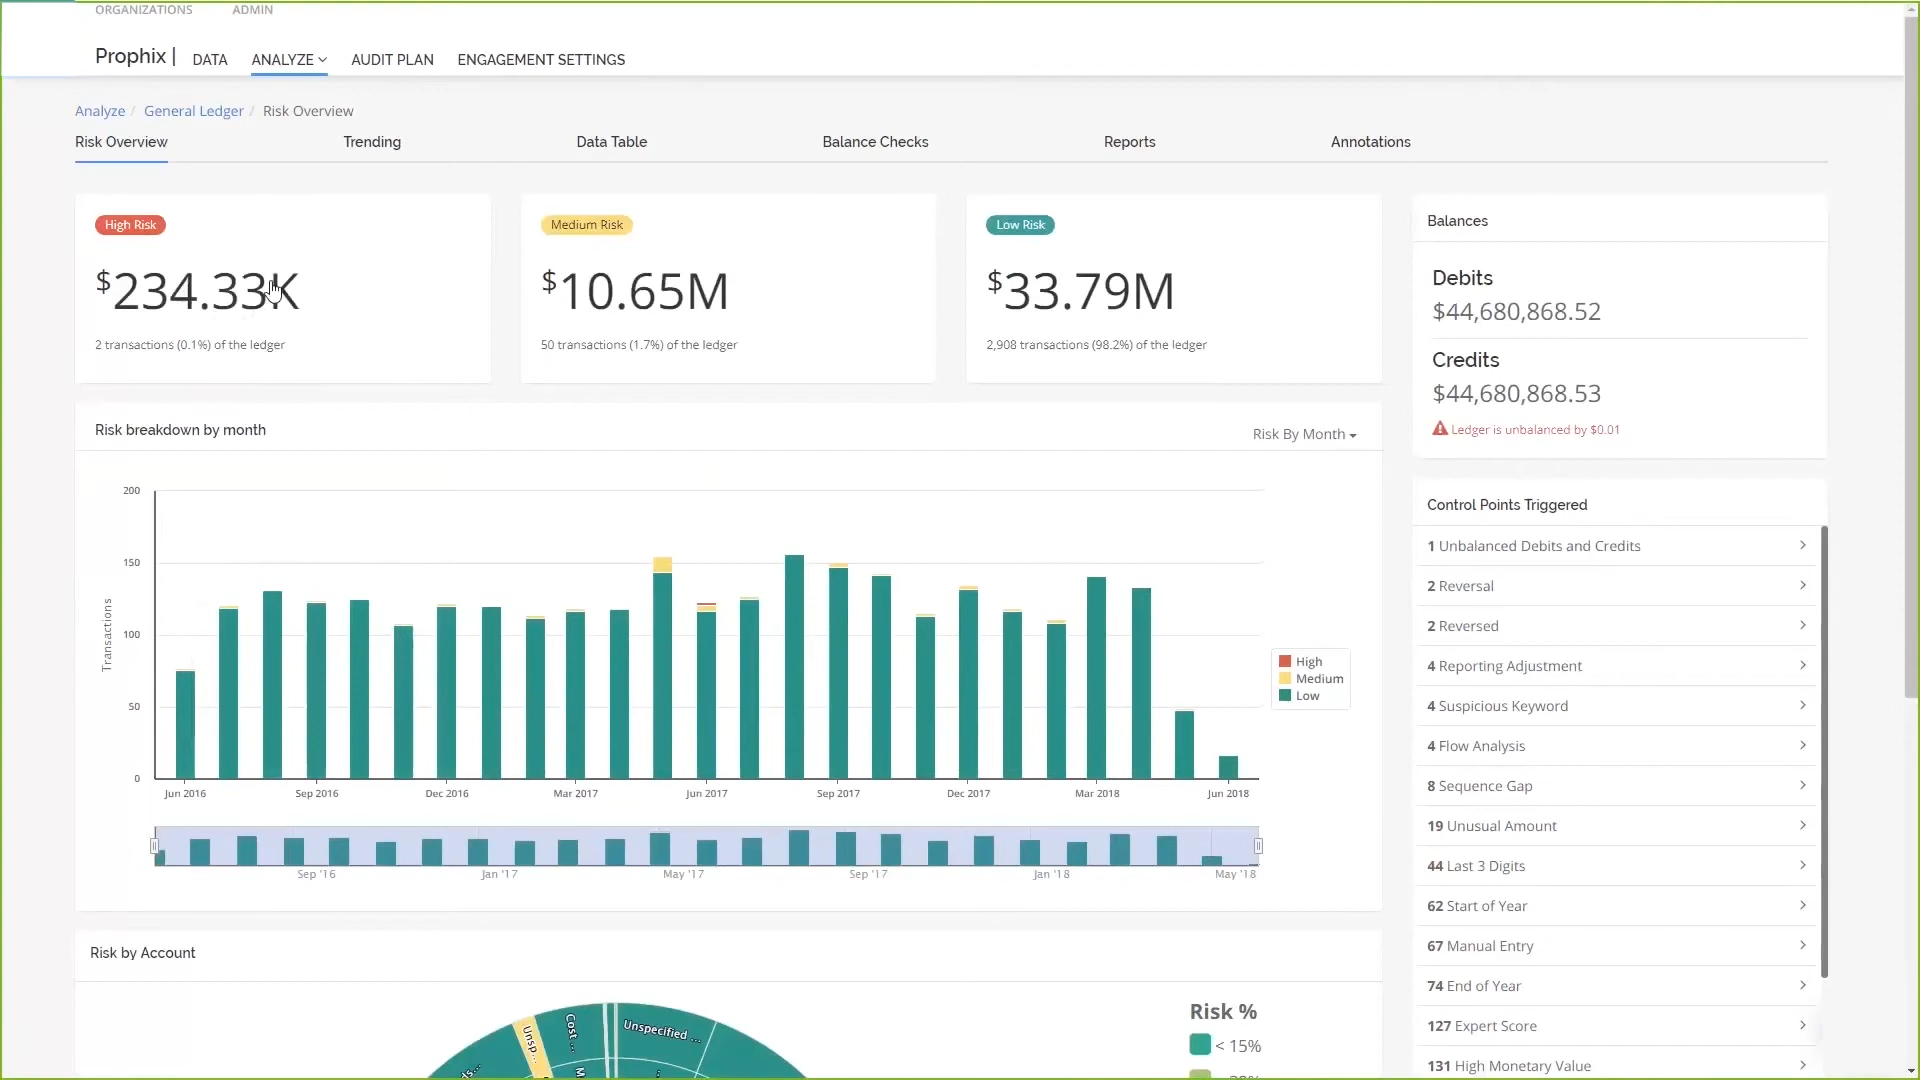 ORGANIZATIONS ADMIN
Prophix | DATA ANALYZE AUDIT PLAN ENGAGEMENT SETTINGS
Analyze / General Ledger / Risk Overview
Risk Overview Trending Data Table Balance Checks Reports Annotations
High Risk
$234.33K
2 transactions (0.1%) of the ledger
Medium Risk
$10.65M
50 transactions (1.7%) of the ledger
Low Risk
$33.79M
2,908 transactions (98.2%) of the ledger
Balances
Debits
$44,680,868.52
Credits
$44,680,868.53
Ledger is unbalanced by $0.01
Risk breakdown by month
Risk By Month
200
150
100
50
0
Transactions
Jun 2016 Sep 2016 Dec 2016 Mar 2017 Jun 2017 Sep 2017 Dec 2017 Mar 2018 Jun 2018
High
Medium
Low
Sep '16 Jan '17 May '17 Sep '17 Jan '18 May '18
Control Points Triggered
1 Unbalanced Debits and Credits
2 Reversal
2 Reversed
4 Reporting Adjustment
4 Suspicious Keyword
4 Flow Analysis
8 Sequence Gap
19 Unusual Amount
44 Last 3 Digits
62 Start of Year
67 Manual Entry
74 End of Year
127 Expert Score
131 High Monetary Value
Risk by Account
Unsp...
Cost ...
Unspecified ...
Risk %
< 15%